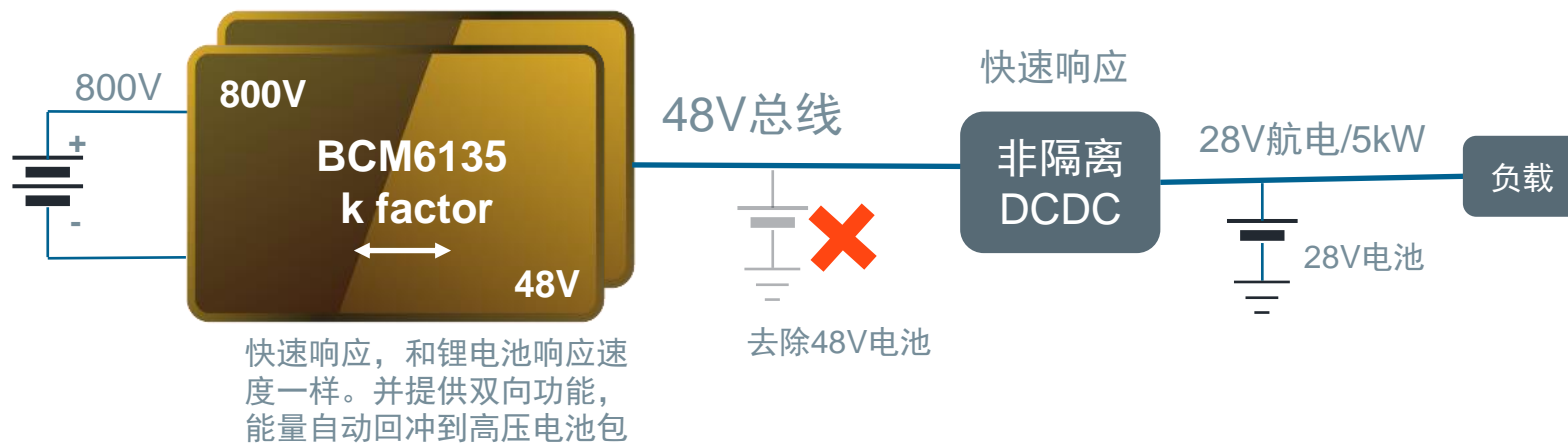 800V
+
-
800V
BCM6135
k factor
48V
快速响应，和锂电池响应速
度一样。并提供双向功能，
能量自动回冲到高压电池包
48V总线
去除48V电池
快速响应
非隔离
DCDC
28V航电/5kW
28V电池
负载